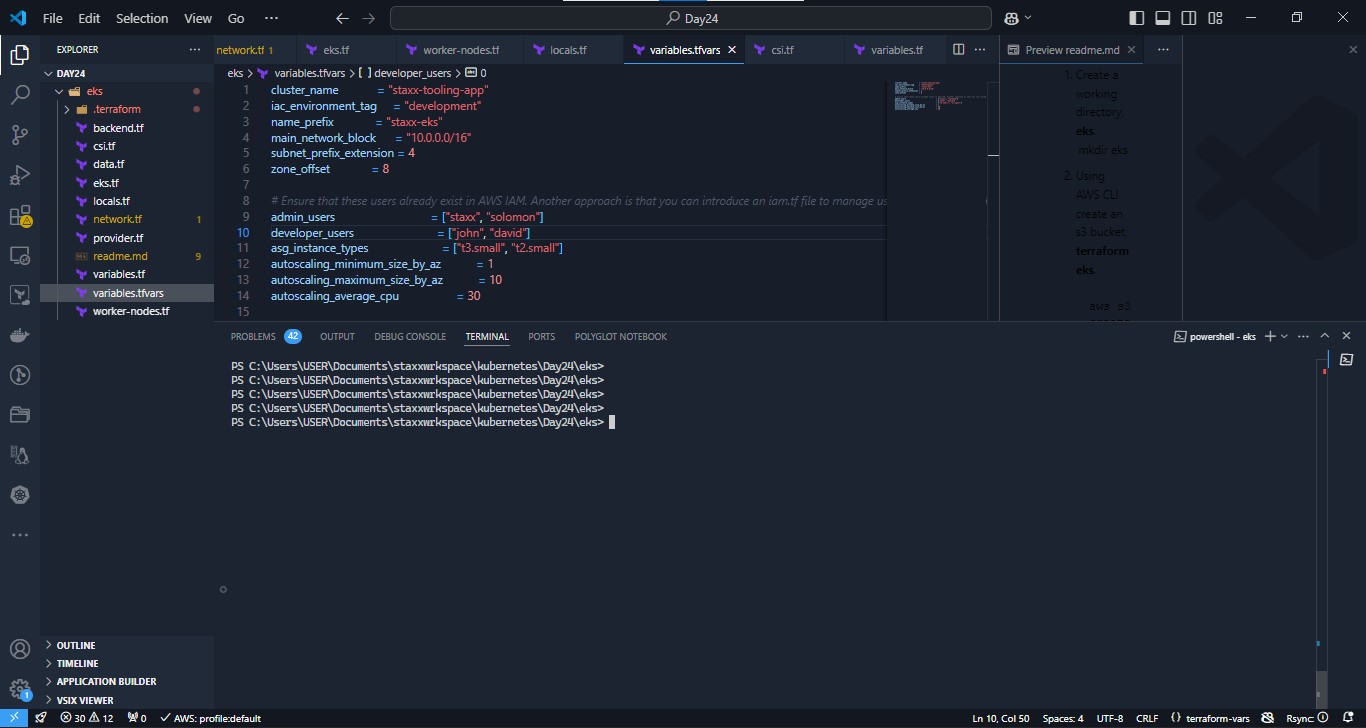 File Edit Selection View Go ··· Day24
EXPLORER ···
network.tf 1 eks.tf worker-nodes.tf locals.tf variables.tfvars csi.tf variables.tf ··· Preview readme.md ···
DAY24
eks
.terraform
backend.tf
csi.tf
data.tf
eks.tf
locals.tf
network.tf 1
provider.tf
readme.md 9
variables.tf
variables.tfvars
worker-nodes.tf
eks > variables.tfvars > [ ] developer_users > 0
1 cluster_name = "staxx-tooling-app"
2 iac_environment_tag = "development"
3 name_prefix = "staxx-eks"
4 main_network_block = "10.0.0.0/16"
5 subnet_prefix_extension = 4
6 zone_offset = 8
7
8 # Ensure that these users already exist in AWS IAM. Another approach is that you can introduce an iam.tf file to manage us
9 admin_users = ["staxx", "solomon"]
10 developer_users = ["john", "david"]
11 asg_instance_types = ["t3.small", "t2.small"]
12 autoscaling_minimum_size_by_az = 1
13 autoscaling_maximum_size_by_az = 10
14 autoscaling_average_cpu = 30
15
1. Create a
working
directory.
eks.
mkdir eks
2. Using
AWS CLI
create an
s3 bucket,
terraform
eks.
aws s3
PROBLEMS 42 OUTPUT DEBUG CONSOLE TERMINAL PORTS POLYGLOT NOTEBOOK powershell - eks
PS C:\Users\USER\Documents\staxxwrkspace\kubernetes\Day24\eks>
PS C:\Users\USER\Documents\staxxwrkspace\kubernetes\Day24\eks>
PS C:\Users\USER\Documents\staxxwrkspace\kubernetes\Day24\eks>
PS C:\Users\USER\Documents\staxxwrkspace\kubernetes\Day24\eks>
PS C:\Users\USER\Documents\staxxwrkspace\kubernetes\Day24\eks>
OUTLINE
TIMELINE
APPLICATION BUILDER
VSIX VIEWER
1
30 12 0 AWS: profile:default Ln 10, Col 50 Spaces: 4 UTF-8 CRLF { } terraform-vars Rsync: